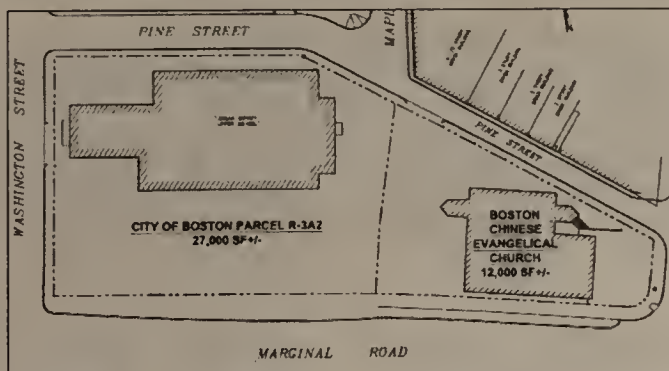 PINE STREET
MAPL
WASHINGTON STREET
PINE STREET
CITY OF BOSTON PARCEL R-3A2
27,000 SF+/-
BOSTON
CHINESE
EVANGELICAL
CHURCH
12,000 SF+/-
MARGINAL ROAD